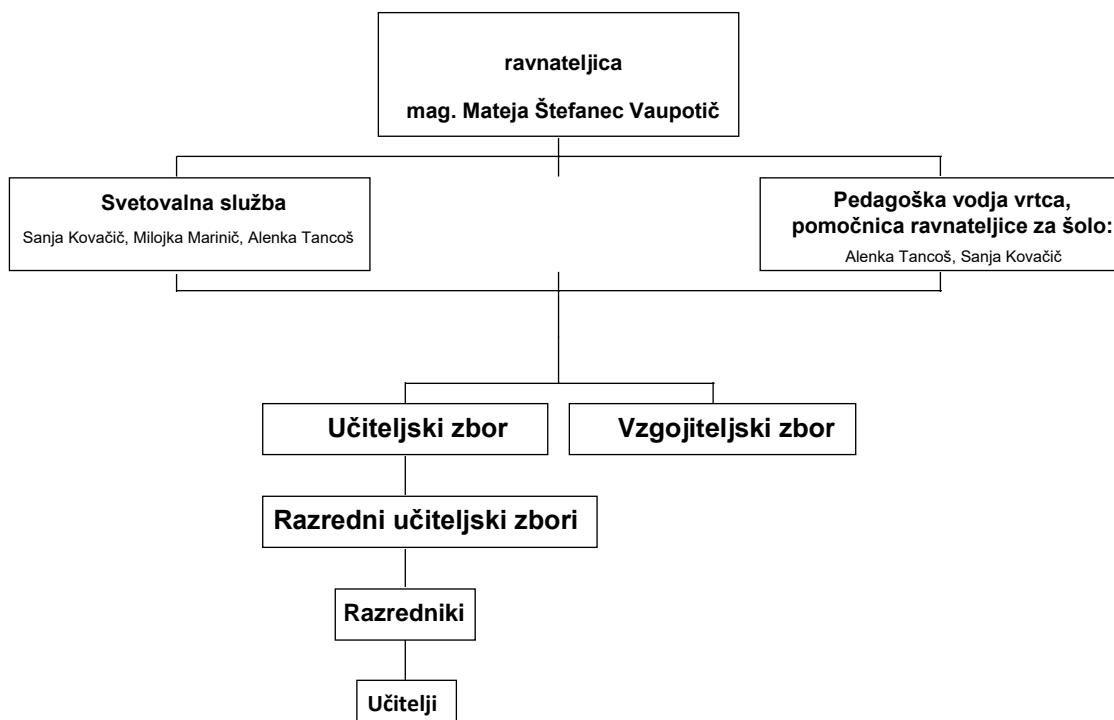 ravnateljica
mag. Mateja Štefanec Vaupotič
Svetovalna služba
Sanja Kovačič, Milojka Marinič, Alenka Tancoš
Pedagoška vodja vrtca,
pomočnica ravnateljice za šolo:
Alenka Tancoš, Sanja Kovačič
Učiteljski zbor
Vzgojiteljski zbor
Razredni učiteljski zbori
Razredniki
Učitelji